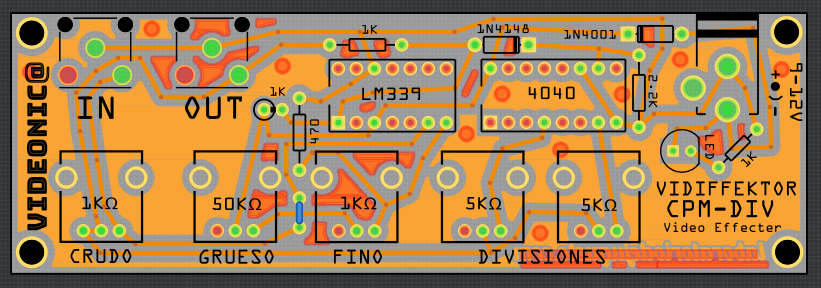 1K
1N4148
1N4001
VIDEONIC@
IN
OUT
1K
470
LM339
4040
2.2K
+(●)-
9-12V
LED
1K
1KΩ
50KΩ
1KΩ
5KΩ
5KΩ
VIDIFFEKTOR
CPM-DIV
Video Effecter
CRUDO
GRUESO
FINO
DIVISIONES